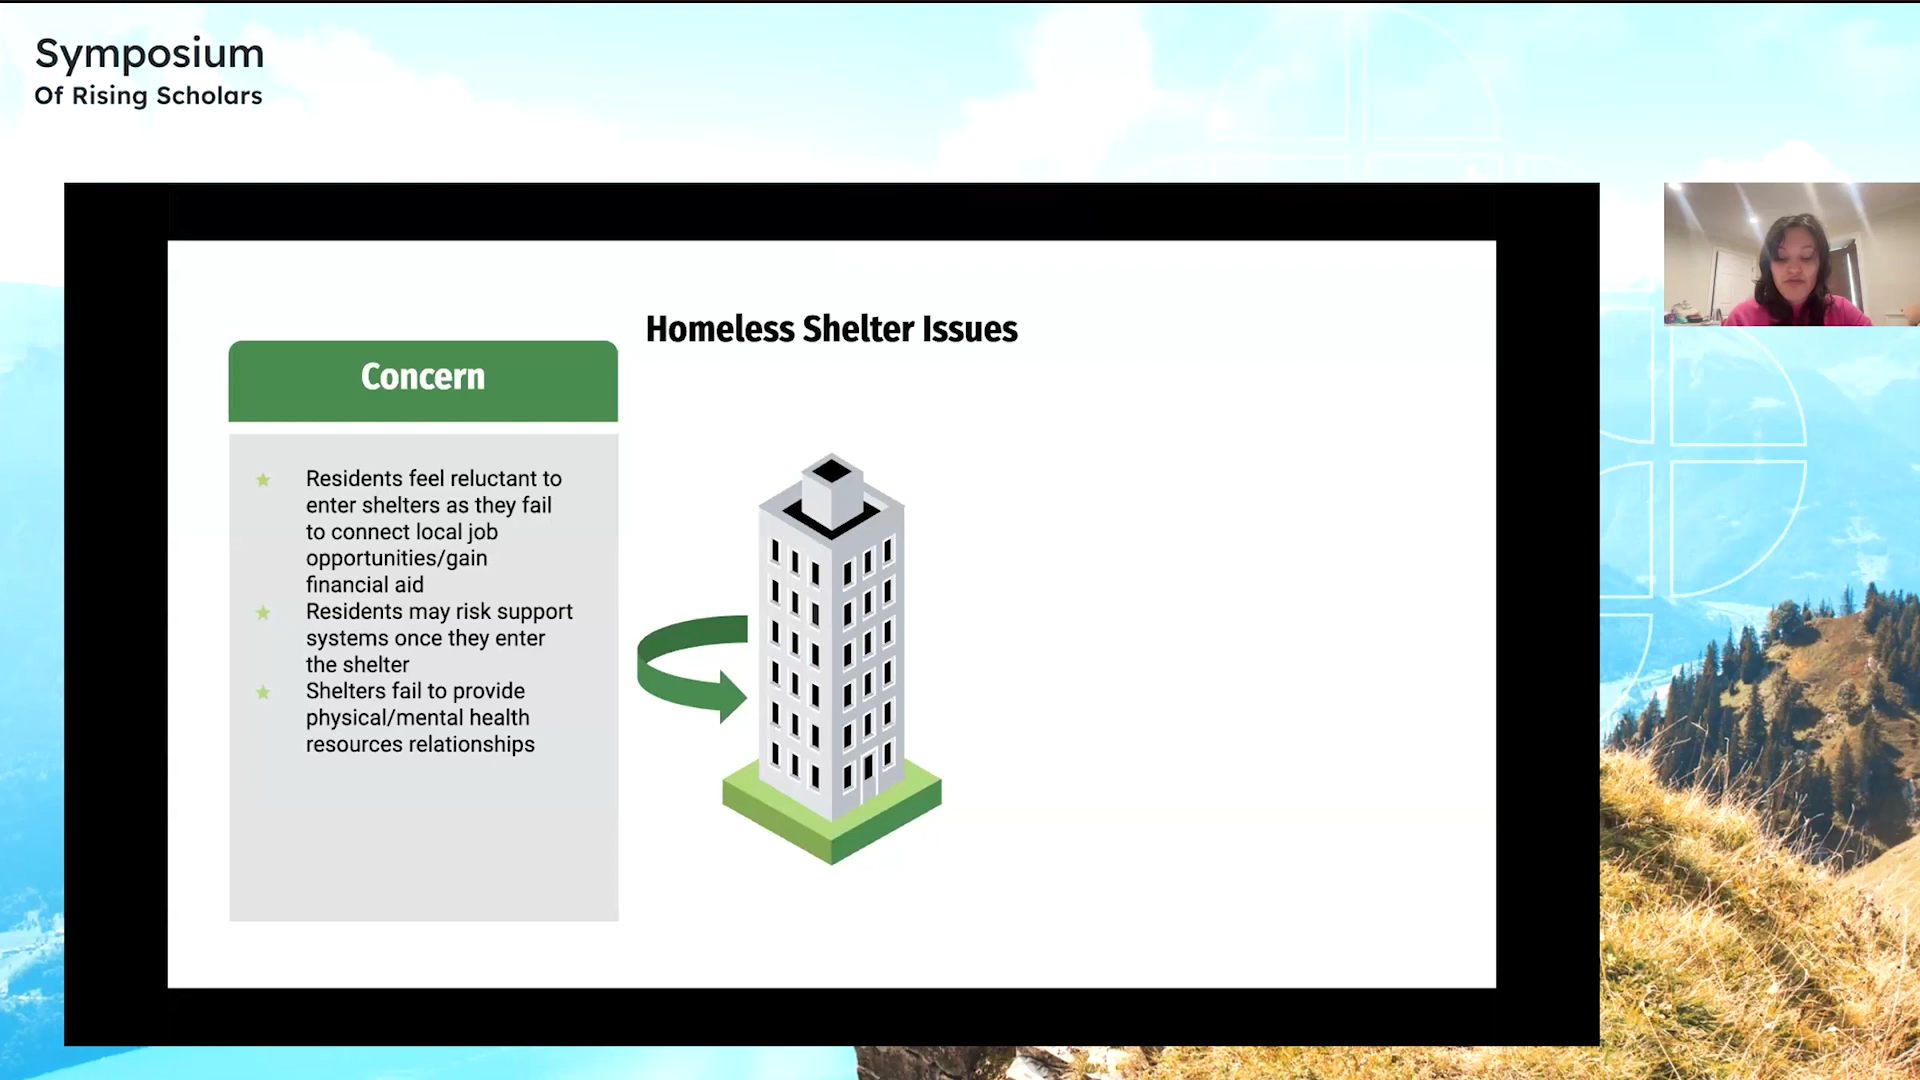 Symposium
Of Rising Scholars
Homeless Shelter Issues
Concern
Residents feel reluctant to
enter shelters as they fail
to connect local job
opportunities/gain
financial aid
Residents may risk support
systems once they enter
the shelter
Shelters fail to provide
physical/mental health
resources relationships